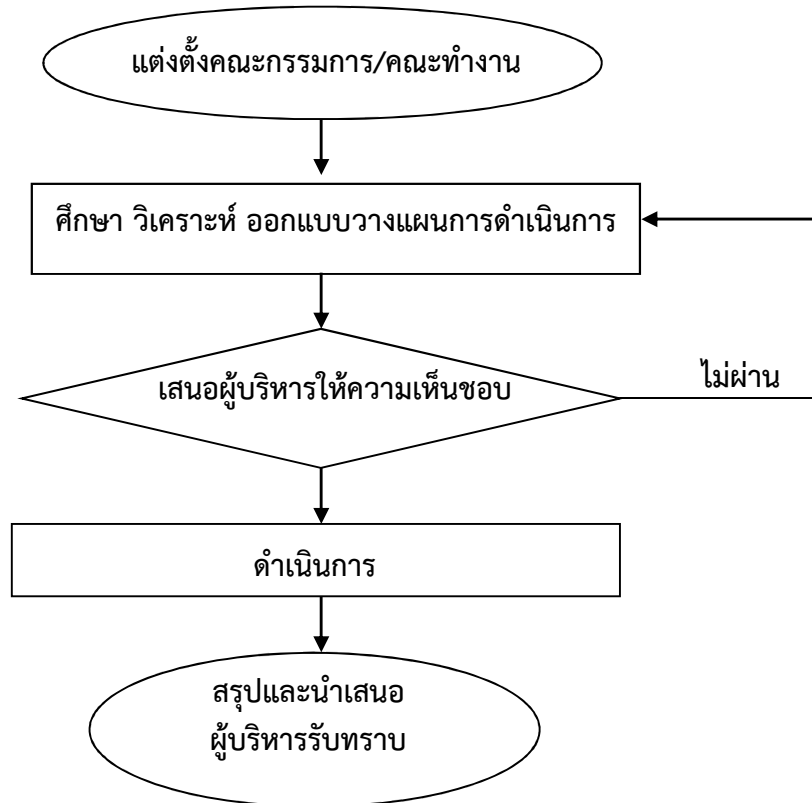 แต่งตั้งคณะกรรมการ/คณะทำงาน
ศึกษา วิเคราะห์ ออกแบบวางแผนการดำเนินการ
เสนอผู้บริหารให้ความเห็นชอบ
ไม่ผ่าน
ดำเนินการ
สรุปและนำเสนอ
ผู้บริหารรับทราบ